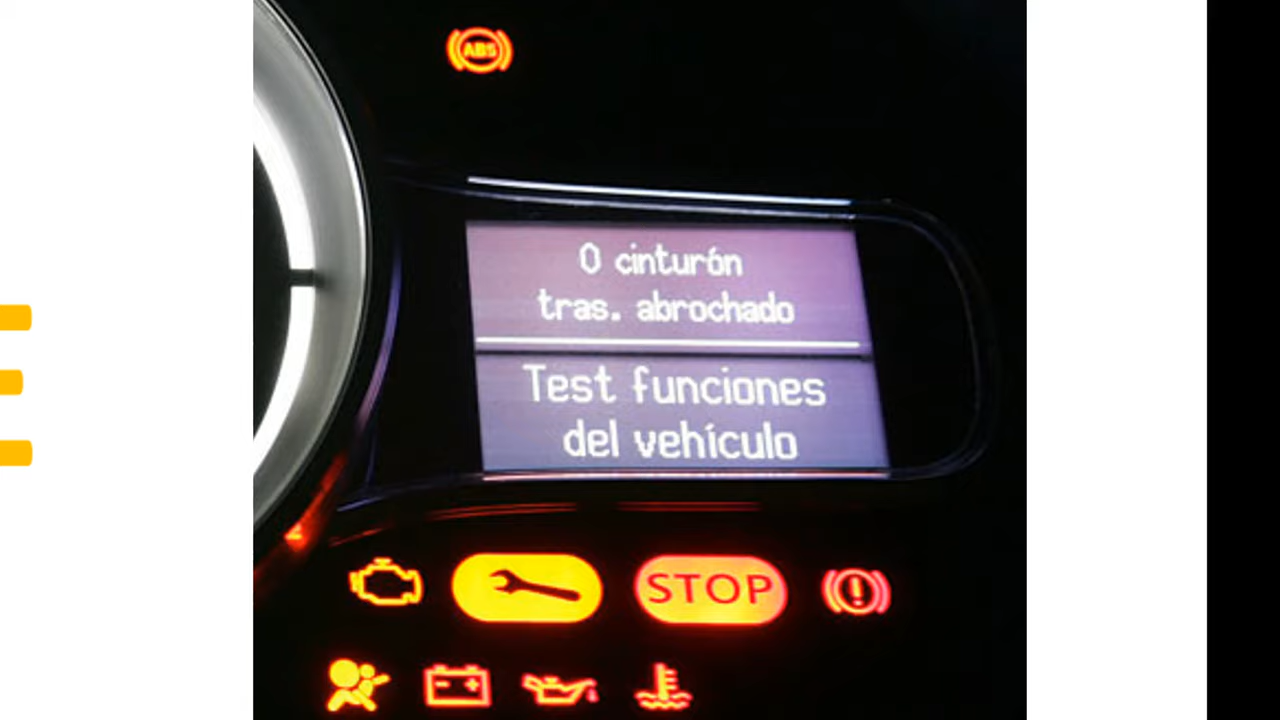 ABS
0 cinturón
tras. abrochado
Test funciones
del vehículo
STOP